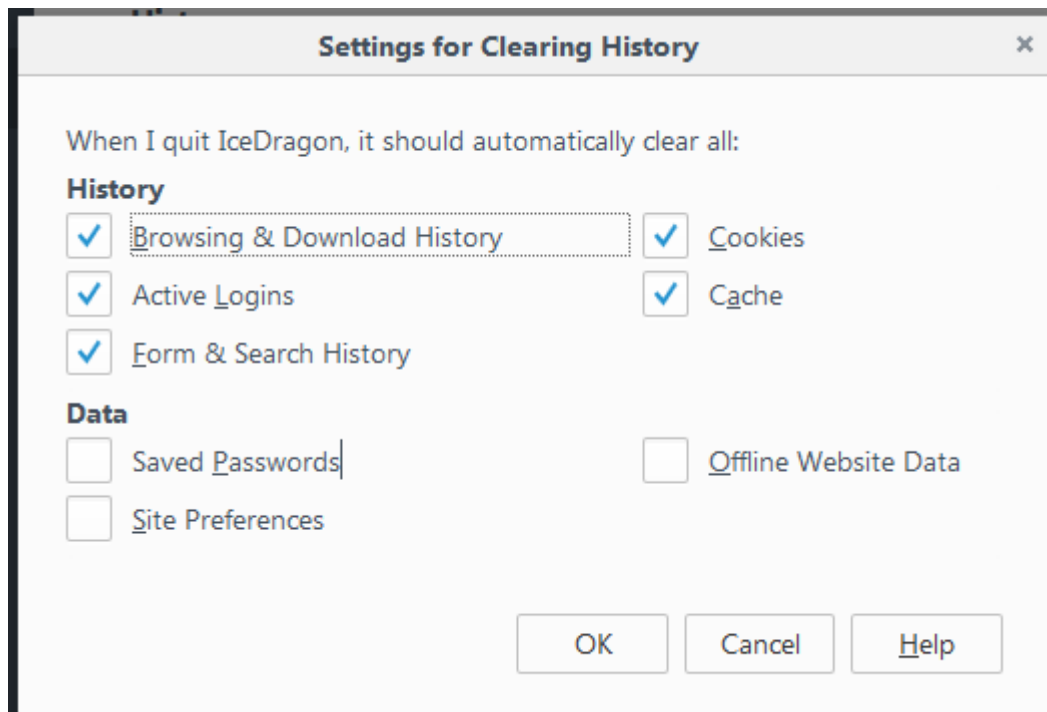 Settings for Clearing History
When I quit IceDragon, it should automatically clear all:
History
Browsing & Download History
Cookies
Active Logins
Cache
Form & Search History
Data
Saved Passwords
Offline Website Data
Site Preferences
OK
Cancel
Help